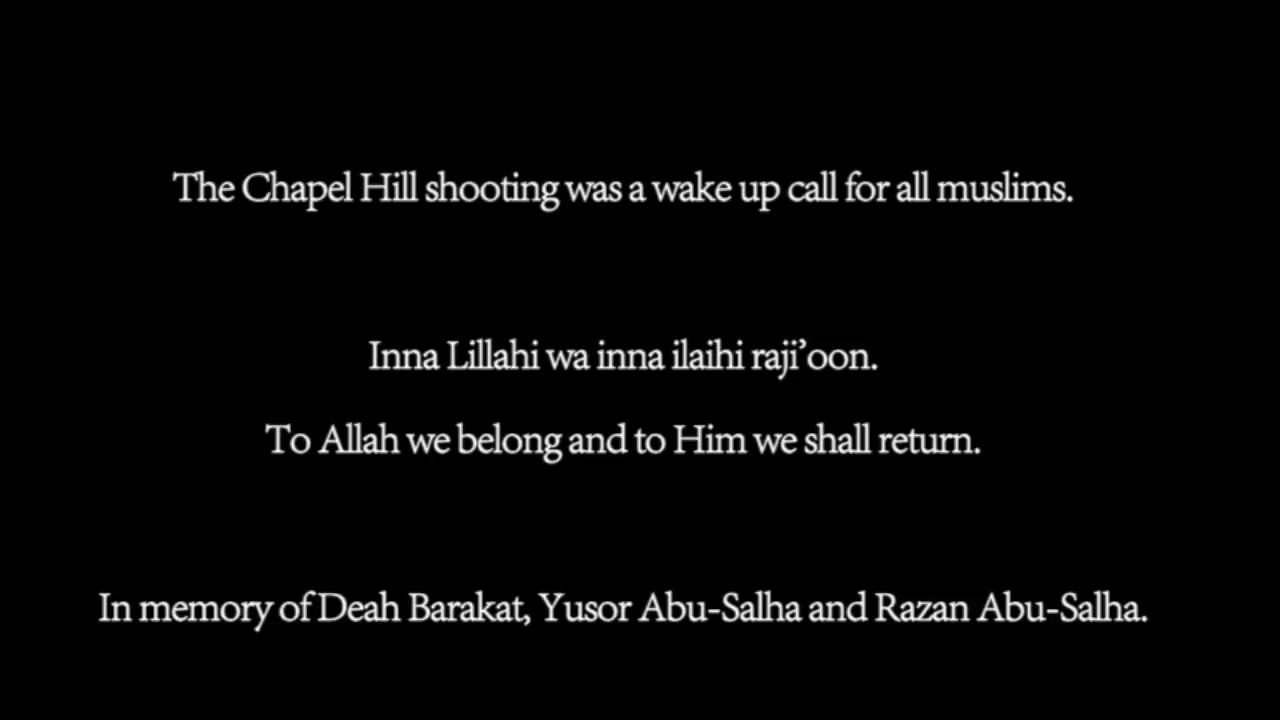 The Chapel Hill shooting was a wake up call for all muslims.
Inna Lillahi wa inna ilaihi raji’oon.
To Allah we belong and to Him we shall return.
In memory of Deah Barakat, Yusor Abu-Salha and Razan Abu-Salha.